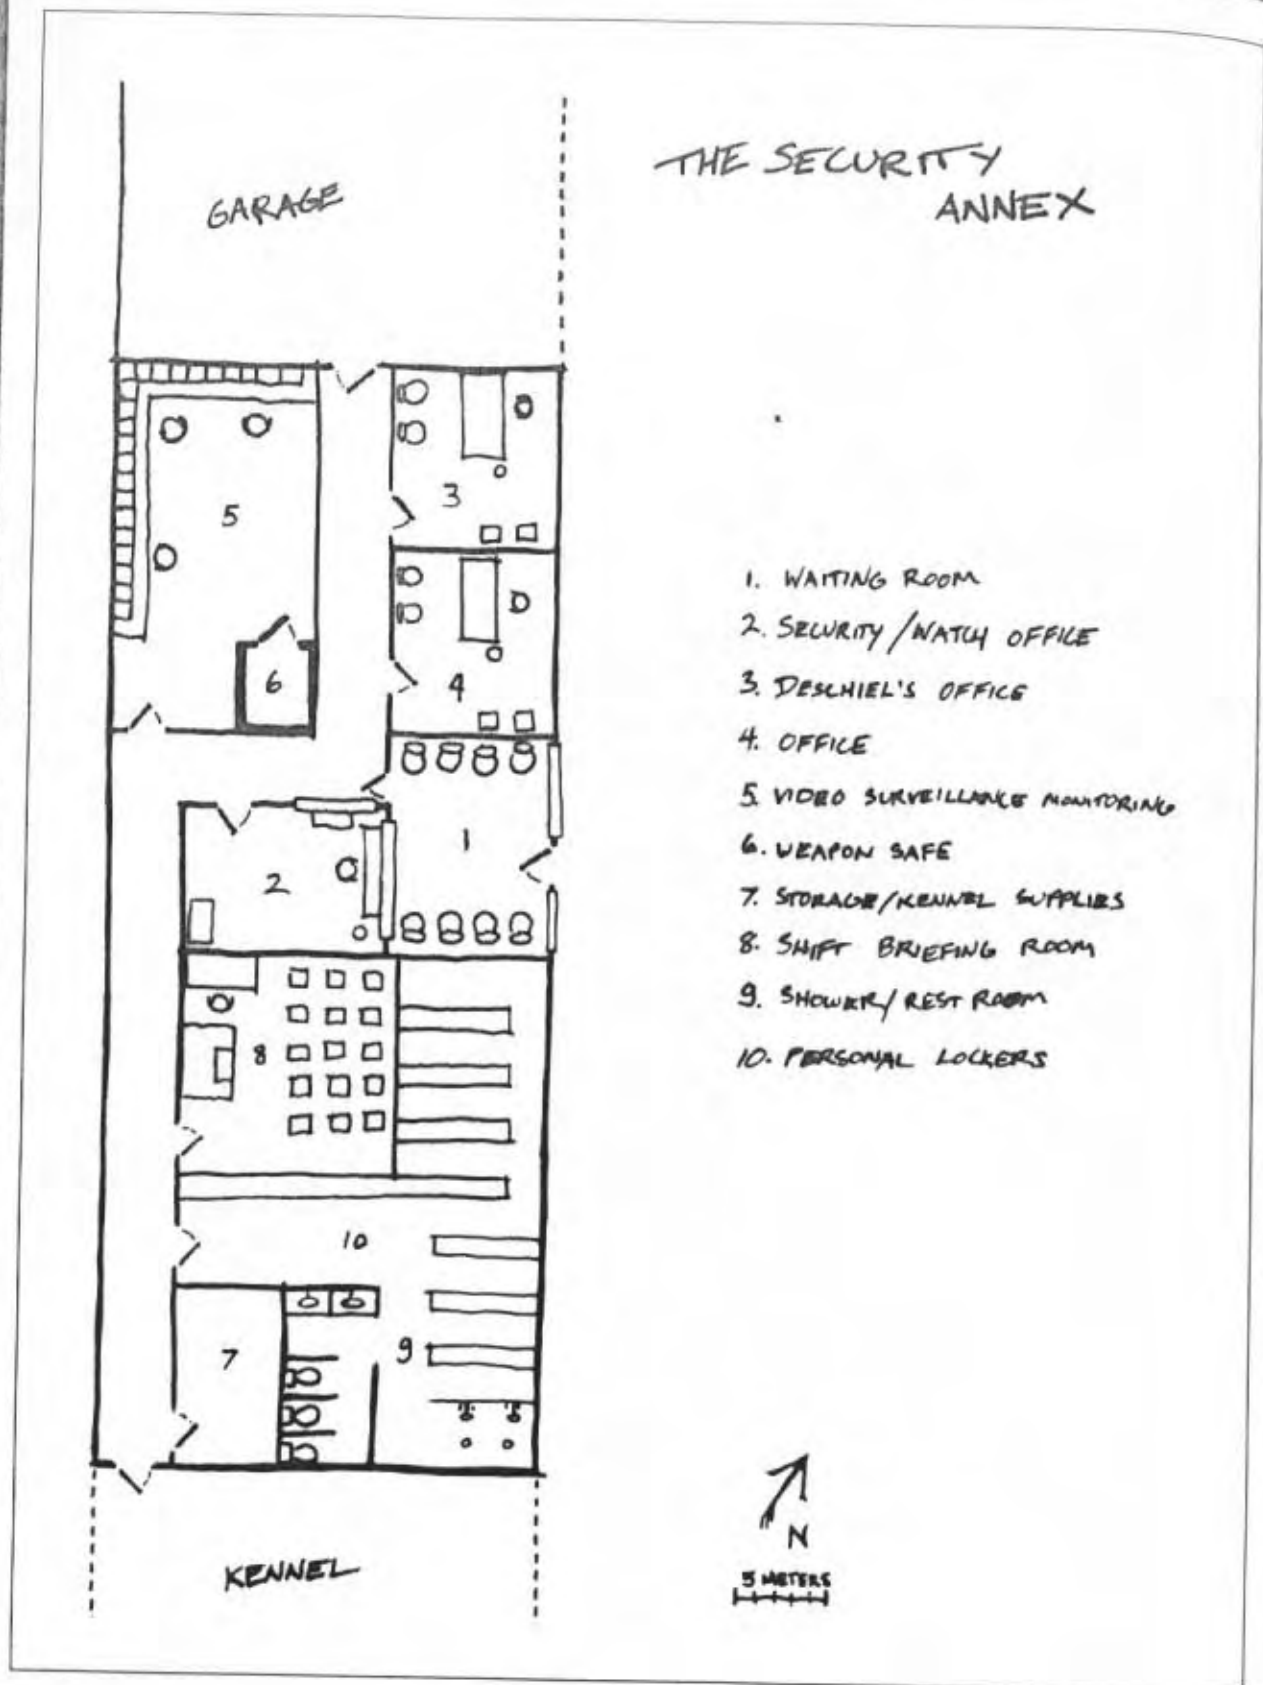 THE SECURITY
ANNEX
GARAGE
3
5
6
4
1
2
8
10
7
9
KENNEL
1. WAITING ROOM
2. SECURITY/WATCH OFFICE
3. DESCHIEL'S OFFICE
4. OFFICE
5. VIDEO SURVEILLANCE MONITORING
6. WEAPON SAFE
7. STORAGE/KENNEL SUPPLIES
8. SHIFT BRIEFING ROOM
9. SHOWER/REST ROOM
10. PERSONAL LOCKERS
N
5 METERS